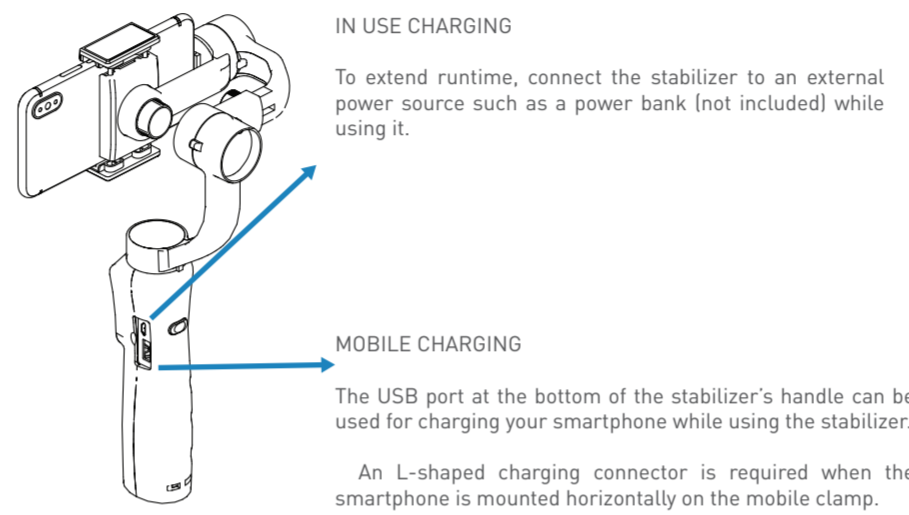 IN USE CHARGING
To extend runtime, connect the stabilizer to an external
power source such as a power bank (not included) while
using it.
MOBILE CHARGING
The USB port at the bottom of the stabilizer's handle can be
used for charging your smartphone while using the stabilizer.
An L-shaped charging connector is required when the
smartphone is mounted horizontally on the mobile clamp.